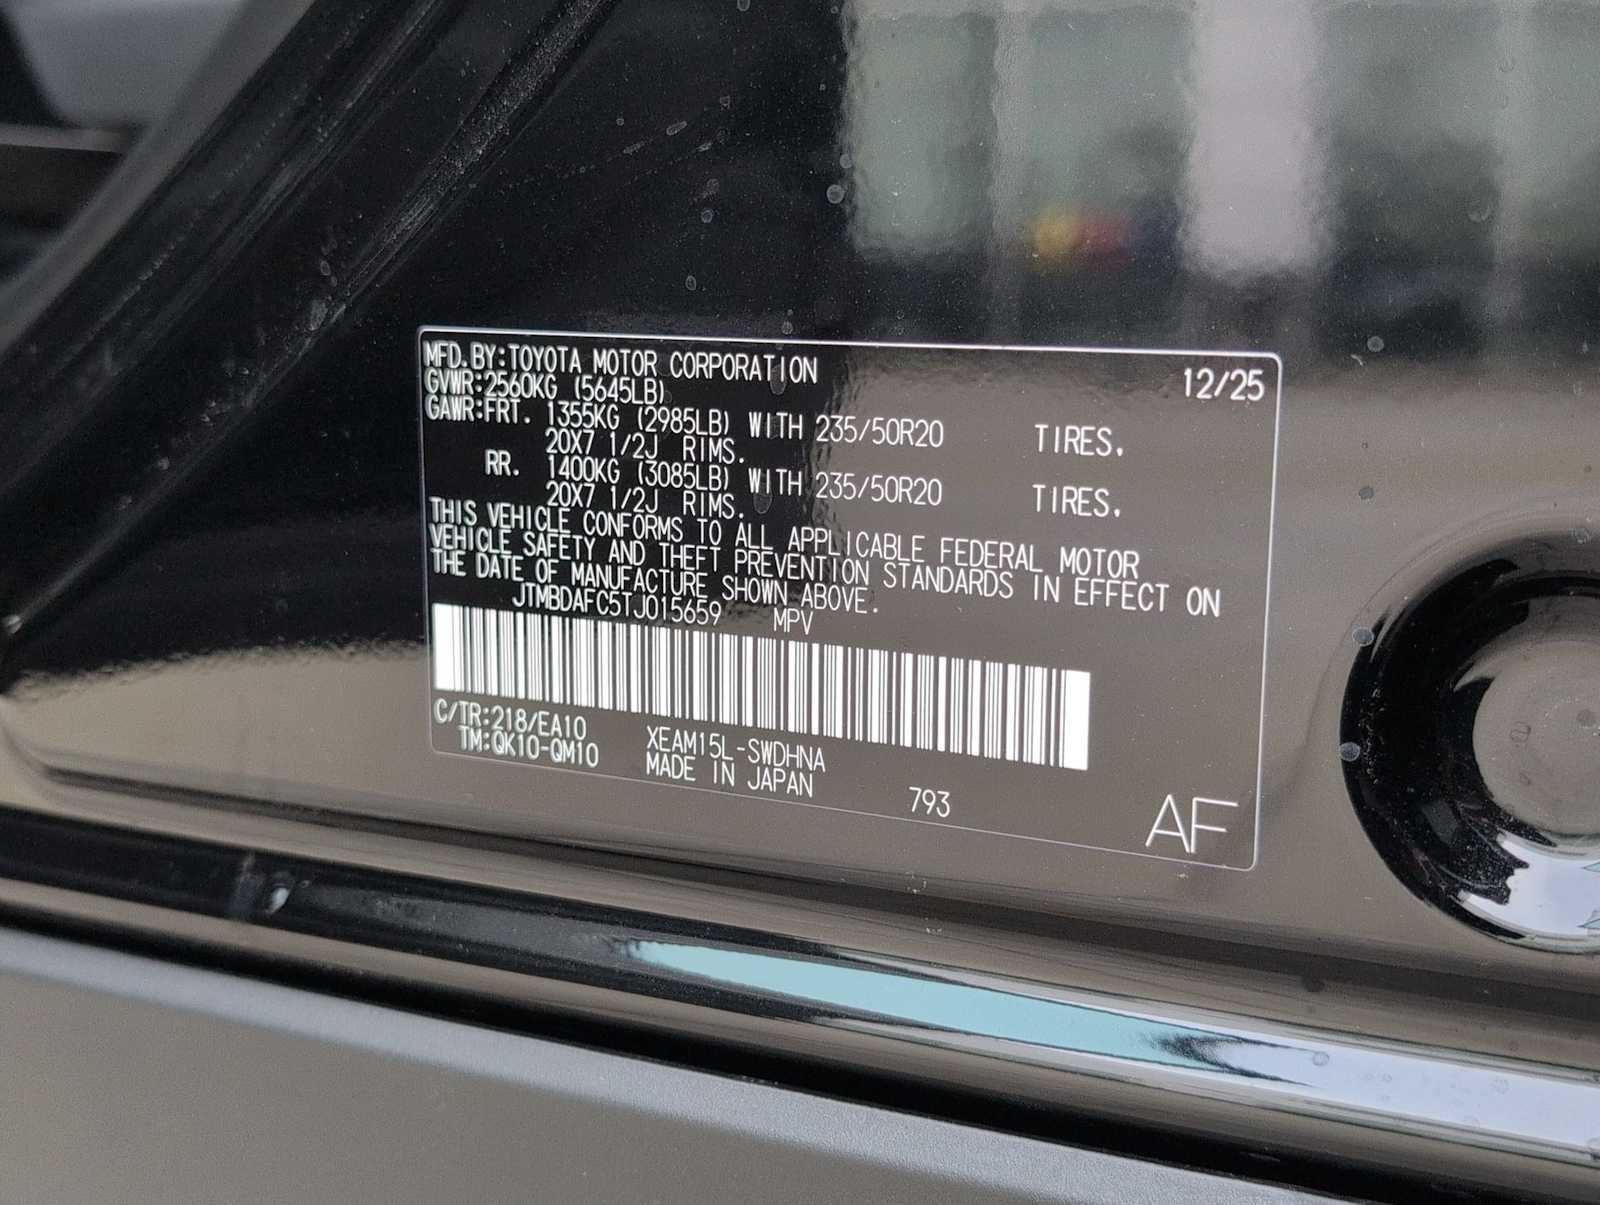 MFD.BY:TOYOTA MOTOR CORPORATION 12/25
GVWR:2560KG (5645LB)
GAWR:FRT. 1355KG (2985LB) WITH 235/50R20 TIRES.
20X7 1/2J RIMS.
RR. 1400KG (3085LB) WITH 235/50R20 TIRES.
20X7 1/2J RIMS.
THIS VEHICLE CONFORMS TO ALL APPLICABLE FEDERAL MOTOR
VEHICLE SAFETY AND THEFT PREVENTION STANDARDS IN EFFECT ON
THE DATE OF MANUFACTURE SHOWN ABOVE.
JTMBDAFC5TJ015659 MPV
C/TR:218/EA10 XEAM15L-SWDHNA
TM:QK10-QM10 MADE IN JAPAN 793
AF